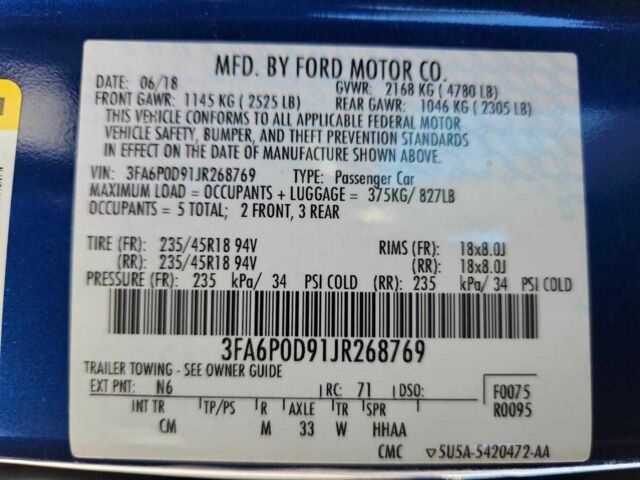 MFD. BY FORD MOTOR CO.
DATE: 06/18 GVWR: 2168 KG ( 4780 LB)
FRONT GAWR: 1145 KG ( 2525 LB) REAR GAWR: 1046 KG ( 2305 LB)
THIS VEHICLE CONFORMS TO ALL APPLICABLE FEDERAL MOTOR
VEHICLE SAFETY, BUMPER, AND THEFT PREVENTION STANDARDS
IN EFFECT ON THE DATE OF MANUFACTURE SHOWN ABOVE.
VIN: 3FA6P0D91JR268769 TYPE: Passenger Car
MAXIMUM LOAD = OCCUPANTS + LUGGAGE = 375KG/ 827LB
OCCUPANTS = 5 TOTAL; 2 FRONT, 3 REAR
TIRE (FR): 235/45R18 94V RIMS (FR): 18x8.0J
(RR): 235/45R18 94V (RR): 18x8.0J
PRESSURE (FR): 235 kPa/ 34 PSI COLD (RR): 235 kPa/ 34 PSI COLD
3FA6P0D91JR268769
TRAILER TOWING - SEE OWNER GUIDE
EXT PNT: N6 RC: 71 DSO: F0075
R0095
INT TR TP/PS R AXLE TR SPR
CM M 33 W HHAA
CMC ▽5U5A-5420472-AA